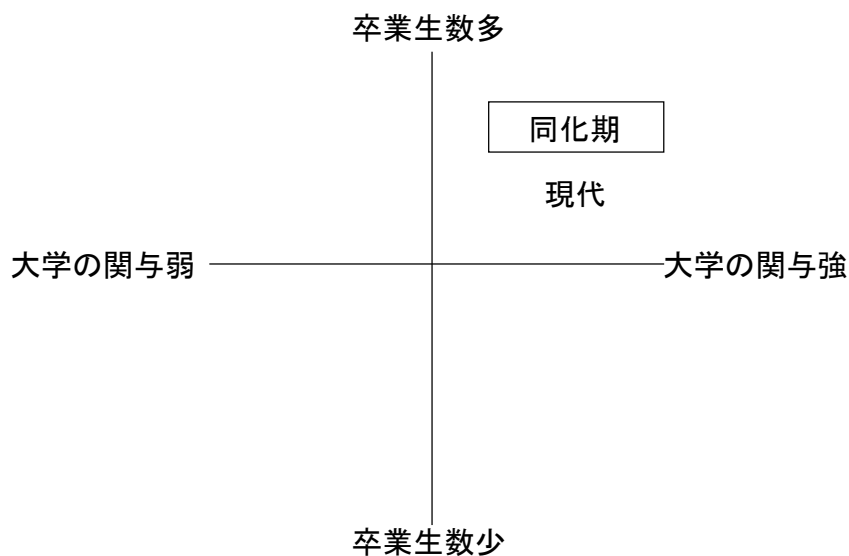 卒業生数多
同化期
現代
大学の関与弱
大学の関与強
卒業生数少